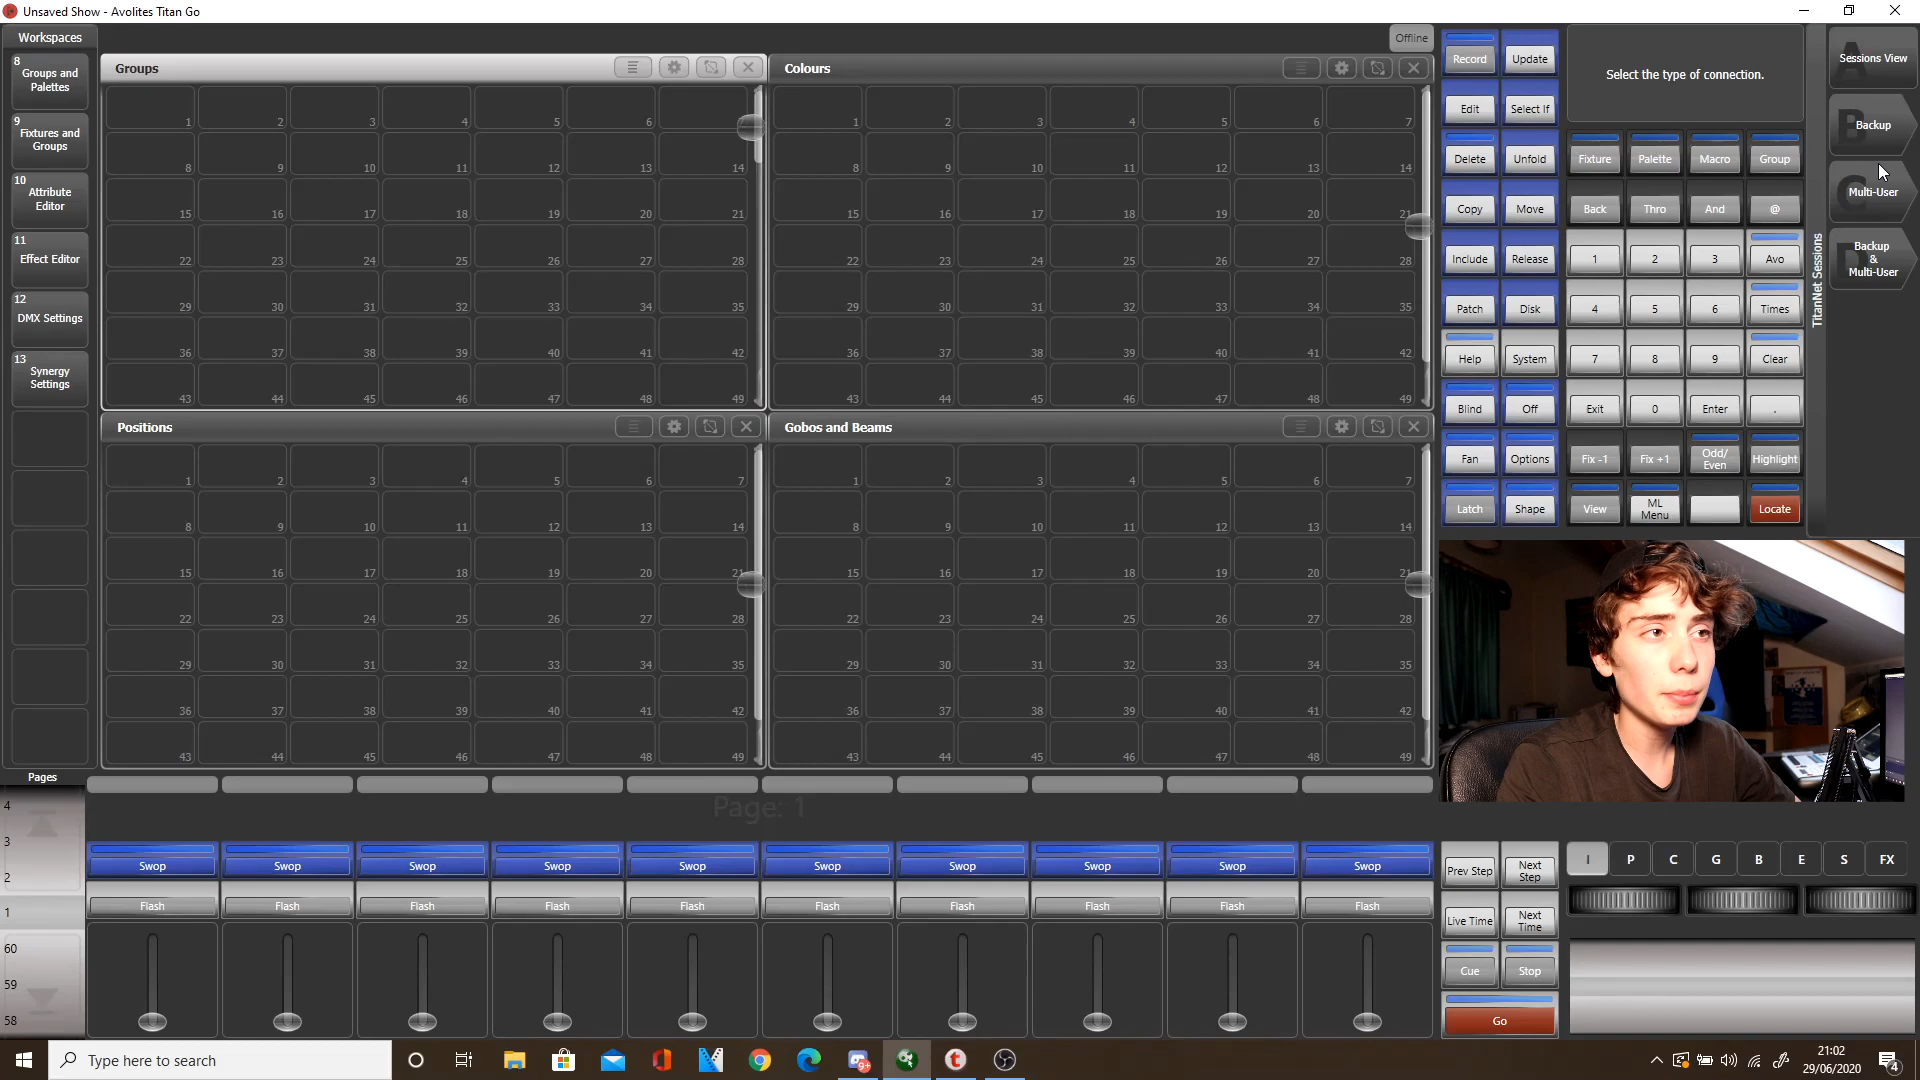 Unsaved Show - Avolites Titan Go
Workspaces
8
Groups and
Palettes
9
Fixtures and
Groups
10
Attribute
Editor
11
Effect Editor
12
DMX Settings
13
Synergy
Settings
Offline
Groups
1 2 3 4 5 6
8 9 10 11 12 13 14
15 16 17 18 19 20 21
22 23 24 25 26 27 28
29 30 31 32 33 34 35
36 37 38 39 40 41 42
43 44 45 46 47 48 49
Colours
1 2 3 4 5 6 7
8 9 10 11 12 13 14
15 16 17 18 19 20 21
22 23 24 25 26 27 28
29 30 31 32 33 34 35
36 37 38 39 40 41 42
43 44 45 46 47 48 49
Positions
1 2 3 4 5 6 7
8 9 10 11 12 13 14
15 16 17 18 19 20 21
22 23 24 25 26 27 28
29 30 31 32 33 34 35
36 37 38 39 40 41 42
43 44 45 46 47 48 49
Gobos and Beams
1 2 3 4 5 6 7
8 9 10 11 12 13 14
15 16 17 18 19 20 21
22 23 24 25 26 27 28
29 30 31 32 33 34 35
36 37 38 39 40 41 42
43 44 45 46 47 48 49
Record Update
Edit Select If
Delete Unfold
Copy Move
Include Release
Patch Disk
Help System
Blind Off
Fan Options
Latch Shape
Select the type of connection.
Fixture Palette Macro Group
Back Thro And @
1 2 3 Avo
4 5 6 Times
7 8 9 Clear
Exit 0 Enter .
Fix -1 Fix +1 Odd/
Even Highlight
View ML
Menu Locate
TitanNet Sessions
A
Sessions View
B
Backup
C
Multi-User
D
Backup
&
Multi-User
Pages
4
3
2
1
60
59
58
Page: 1
Swop Swop Swop Swop Swop Swop Swop Swop Swop Swop
Flash Flash Flash Flash Flash Flash Flash Flash Flash Flash
Prev Step Next
Step
Live Time Next
Time
Cue Stop
Go
I P C G B E S FX
Type here to search
9+
21:02
29/06/2020
4